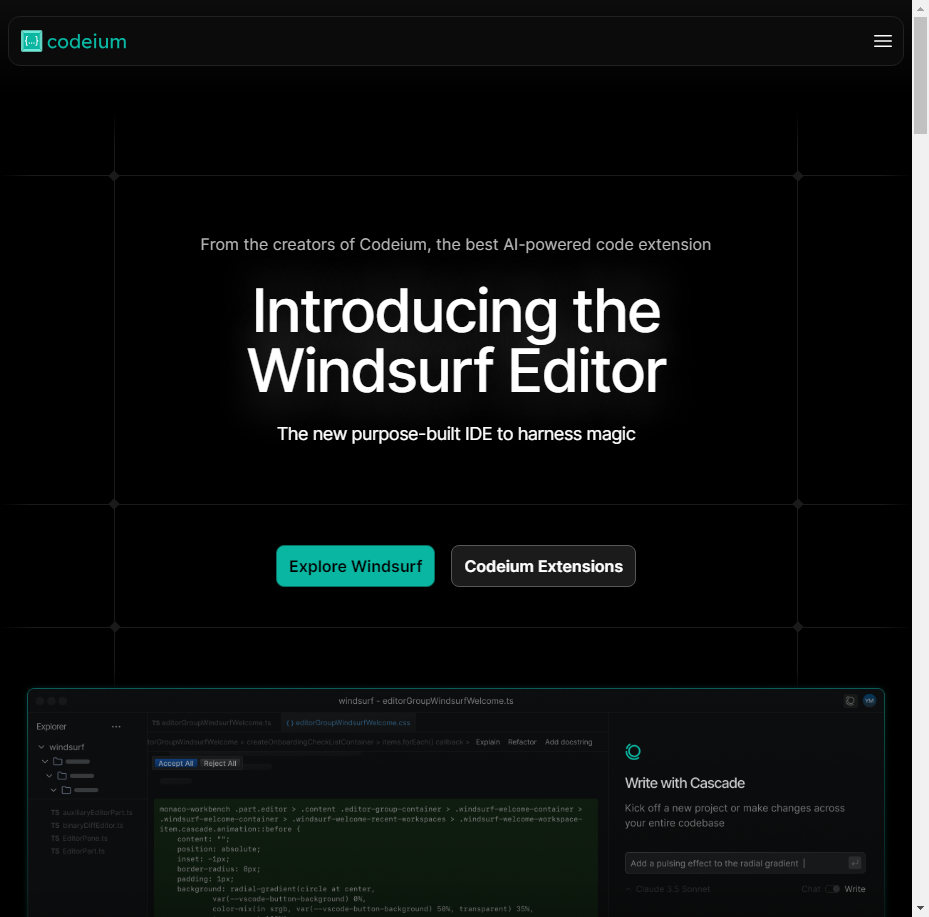 {...} codeium
From the creators of Codeium, the best AI-powered code extension
Introducing the
Windsurf Editor
The new purpose-built IDE to harness magic
Explore Windsurf
Codeium Extensions
windsurf - editorGroupWindsurfWelcome.ts
YM
Explorer
TS editorGroupWindsurfWelcome.ts
{} editorGroupWindsurfWelcome.css
windsurf
torGroupWindsurfWelcome > createOnboardingCheckListContainer > items.forEach() callback > Explain Refactor Add docstring
Accept All Reject All
TS auxiliaryEditorPart.ts
TS binaryDiffEditor.ts
TS EditorPane.ts
TS EditorPart.ts
monaco-workbench .part.editor > .content .editor-group-container > .windsurf-welcome-container >
.windsurf-welcome-container > .windsurf-welcome-recent-workspaces > .windsurf-welcome-workspace-
item.cascade.animation::before {
content: "";
position: absolute;
inset: -1px;
border-radius: 8px;
padding: 1px;
background: radial-gradient(circle at center,
var(--vscode-button-background) 0%,
color-mix(in srgb, var(--vscode-button-background) 50%, transparent) 35%,
Write with Cascade
Kick off a new project or make changes across
your entire codebase
Add a pulsing effect to the radial gradient
Claude 3.5 Sonnet
Chat Write